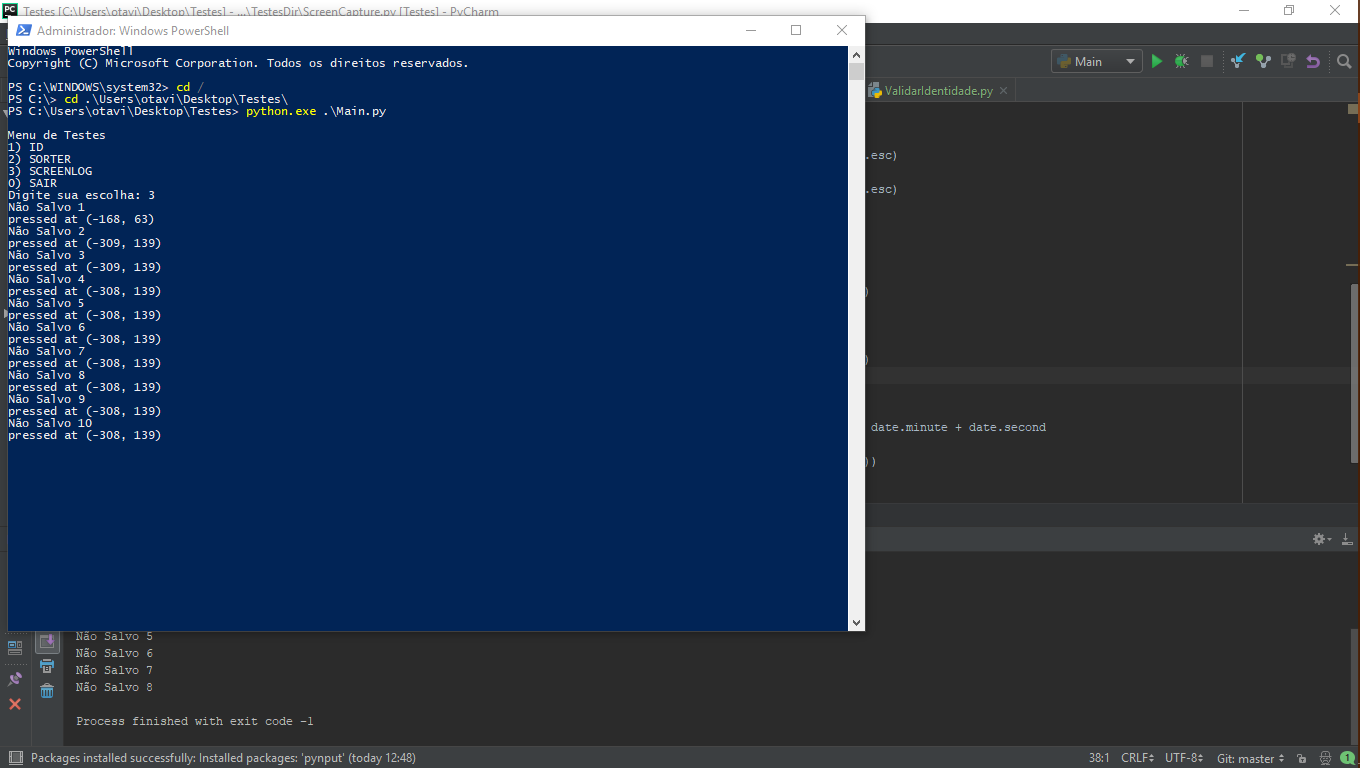 Testes [C:\Users\otavi\Desktop\Testes] - ...\TestesDir\ScreenCapture.py [Testes] - PyCharm
Administrador: Windows PowerShell
Windows PowerShell
Copyright (C) Microsoft Corporation. Todos os direitos reservados.
PS C:\WINDOWS\system32> cd /
PS C:\> cd .\Users\otavi\Desktop\Testes\
PS C:\Users\otavi\Desktop\Testes> python.exe .\Main.py
Menu de Testes
1) ID
2) SORTER
3) SCREENLOG
0) SAIR
Digite sua escolha: 3
Não Salvo 1
pressed at (-168, 63)
Não Salvo 2
pressed at (-309, 139)
Não Salvo 3
pressed at (-309, 139)
Não Salvo 4
pressed at (-308, 139)
Não Salvo 5
pressed at (-308, 139)
Não Salvo 6
pressed at (-308, 139)
Não Salvo 7
pressed at (-308, 139)
Não Salvo 8
pressed at (-308, 139)
Não Salvo 9
pressed at (-308, 139)
Não Salvo 10
pressed at (-308, 139)
Main
ValidarIdentidade.py
.esc)
.esc)
)
)
date.minute + date.second
))
Não Salvo 5
Não Salvo 6
Não Salvo 7
Não Salvo 8
Process finished with exit code -1
Packages installed successfully: Installed packages: 'pynput' (today 12:48)
38:1 CRLF UTF-8 Git: master 1